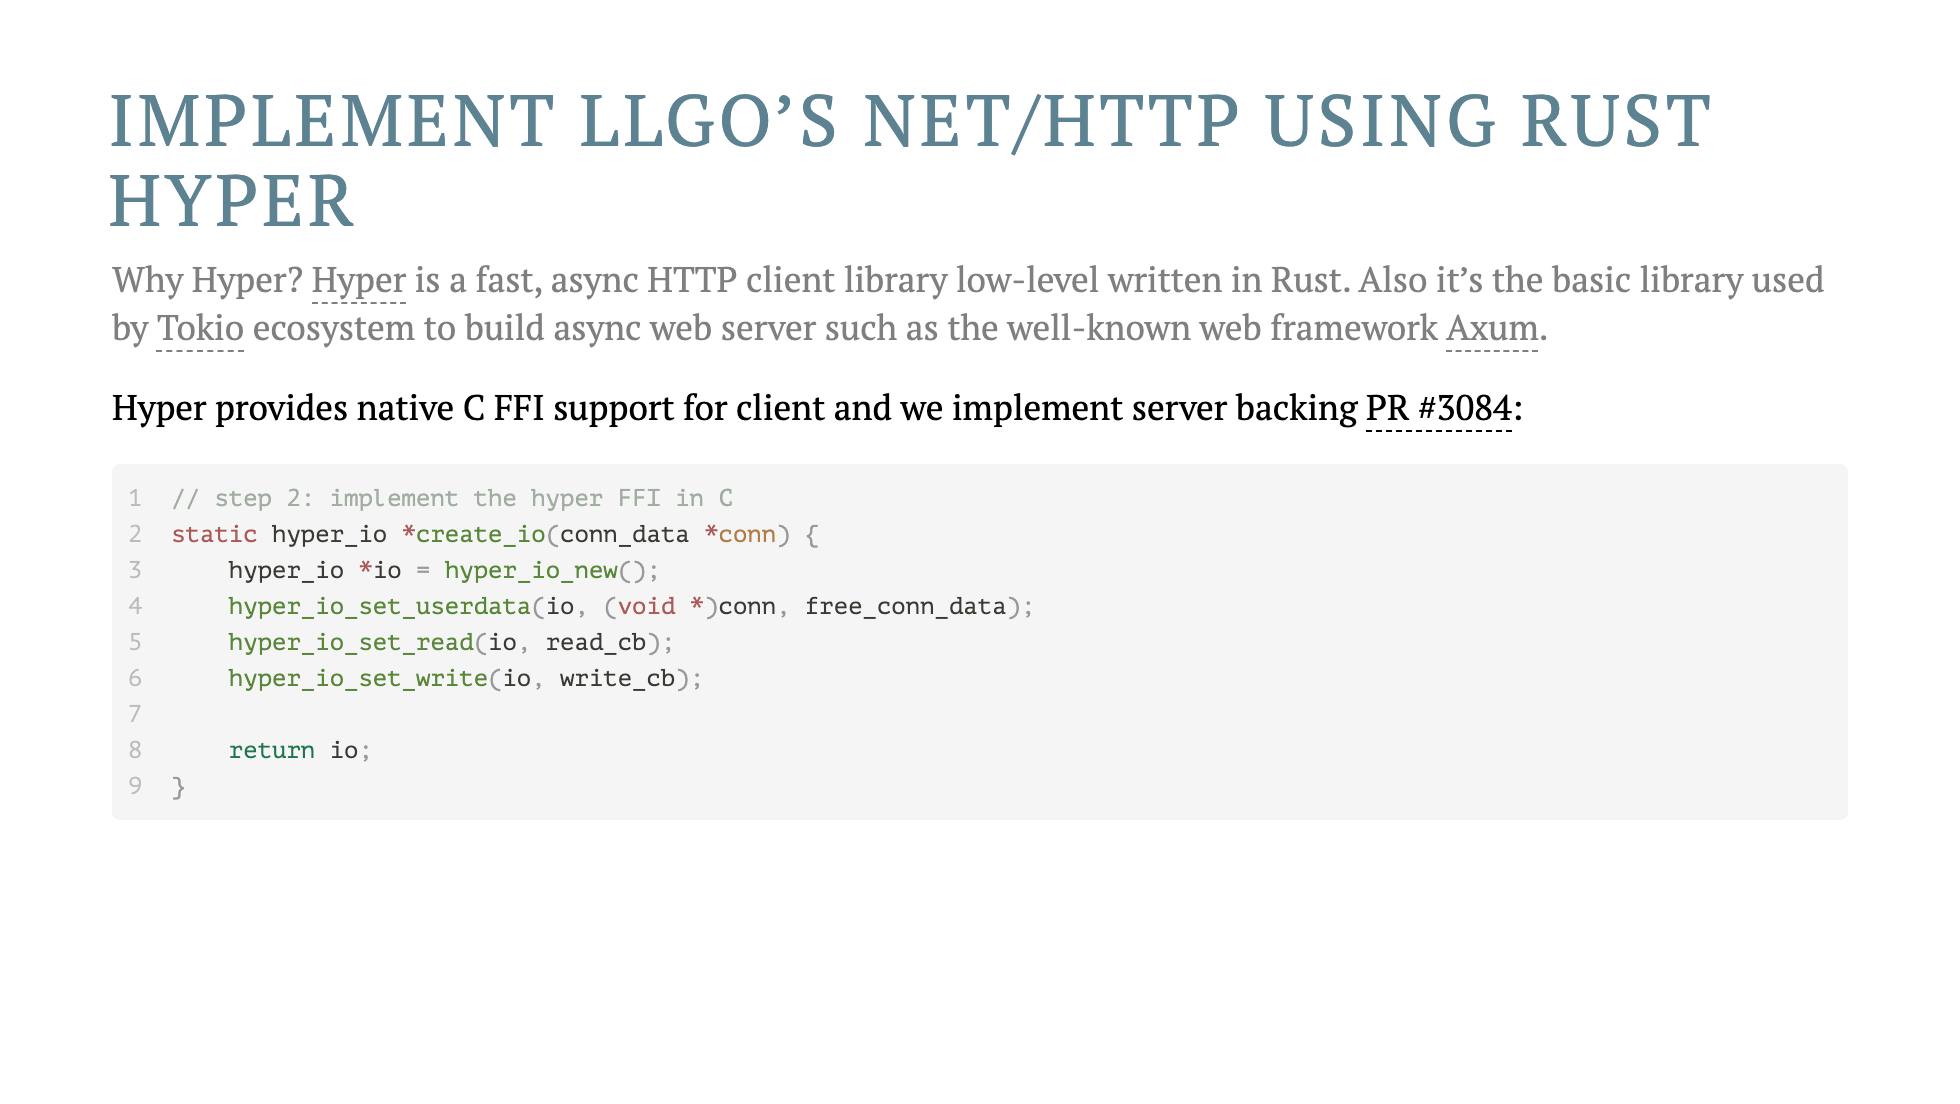 IMPLEMENT LLGO’S NET/HTTP USING RUST
HYPER
Why Hyper? Hyper is a fast, async HTTP client library low-level written in Rust. Also it’s the basic library used
by Tokio ecosystem to build async web server such as the well-known web framework Axum.
Hyper provides native C FFI support for client and we implement server backing PR #3084:
1 // step 2: implement the hyper FFI in C
2 static hyper_io *create_io(conn_data *conn) {
3     hyper_io *io = hyper_io_new();
4     hyper_io_set_userdata(io, (void *)conn, free_conn_data);
5     hyper_io_set_read(io, read_cb);
6     hyper_io_set_write(io, write_cb);
7
8     return io;
9 }